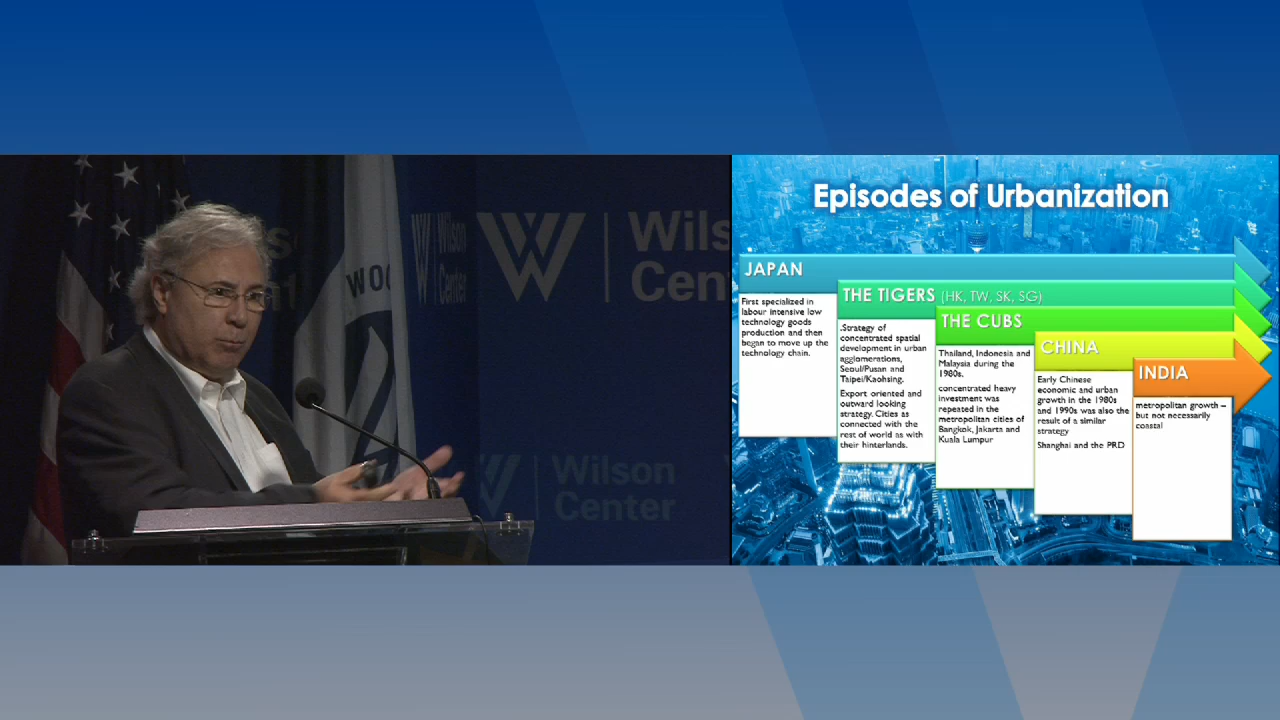 WOO
Wilson
Center
Wils
Cen
Wilson
Center
Episodes of Urbanization
JAPAN
First specialized in
labour intensive low
technology goods
production and then
began to move up the
technology chain.
THE TIGERS (HK, TW, SK, SG)
.Strategy of
concentrated spatial
development in urban
agglomerations,
Seoul/Pusan and
Taipei/Kaohsing.
Export oriented and
outward looking
strategy. Cities as
connected with the
rest of world as with
their hinterlands.
THE CUBS
Thailand, Indonesia and
Malaysia during the
1980s.
concentrated heavy
investment was
repeated in the
metropolitan cities of
Bangkok, Jakarta and
Kuala Lumpur
CHINA
Early Chinese
economic and urban
growth in the 1980s
and 1990s was also the
result of a similar
strategy
Shanghai and the PRD
INDIA
metropolitan growth –
but not necessarily
coastal